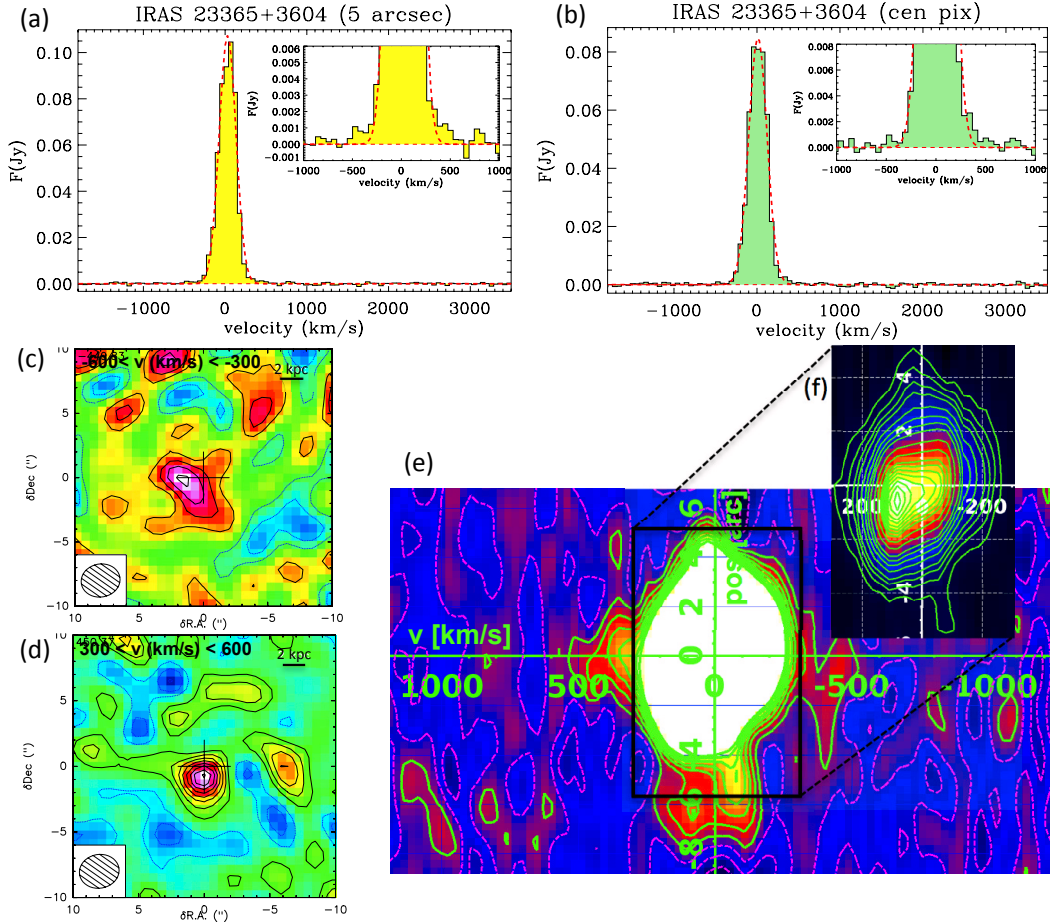 (a)
IRAS 23365+3604 (5 arcsec)
F(Jy)
0.10
0.08
0.06
0.04
0.02
0.00
−1000 0 1000 2000 3000
velocity (km/s)
F(Jy)
0.006
0.005
0.004
0.003
0.002
0.001
0.000
−0.001
−1000 −500 0 500 1000
velocity (km/s)
(b)
IRAS 23365+3604 (cen pix)
F(Jy)
0.08
0.06
0.04
0.02
0.00
−1000 0 1000 2000 3000
velocity (km/s)
F(Jy)
0.008
0.006
0.004
0.002
0.000
−1000 −500 0 500 1000
velocity (km/s)
(c)
-600< v (km/s) < -300
2 kpc
δDec ('')
10
5
0
−5
−10
10 5 0 −5 −10
δR.A. ('')
(d)
300 < v (km/s) < 600
2 kpc
δDec ('')
10
5
0
−5
−10
10 5 0 −5 −10
δR.A. ('')
(e)
v [km/s]
1000 500 0 -500 -1000
6
2
0
-8
(f)
4
2
200
-200
-4